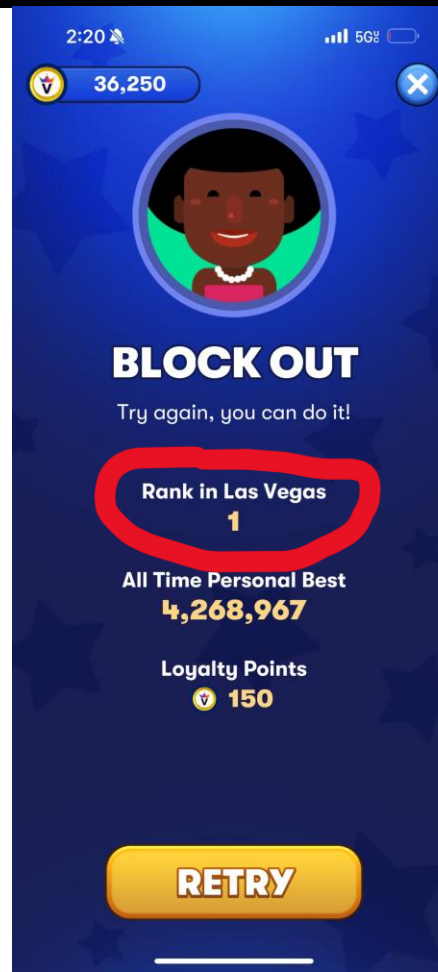 2:20 5G
36,250
BLOCK OUT
Try again, you can do it!
Rank in Las Vegas
1
All Time Personal Best
4,268,967
Loyalty Points
150
RETRY